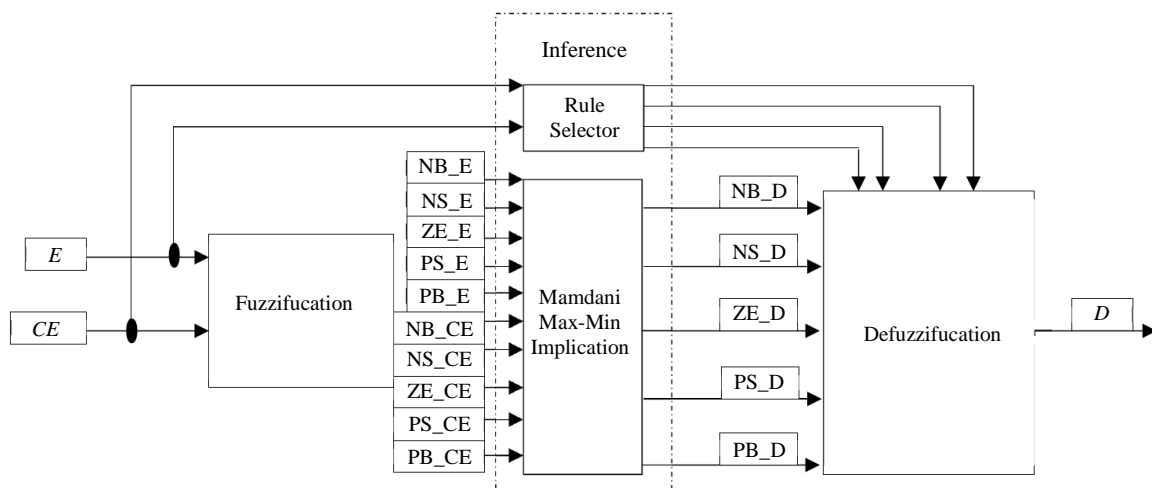 Inference
Rule
Selector
NB_E
NS_E
ZE_E
PS_E
PB_E
NB_CE
NS_CE
ZE_CE
PS_CE
PB_CE
E
CE
Fuzzifucation
Mamdani
Max-Min
Implication
NB_D
NS_D
ZE_D
PS_D
PB_D
Defuzzifucation
D